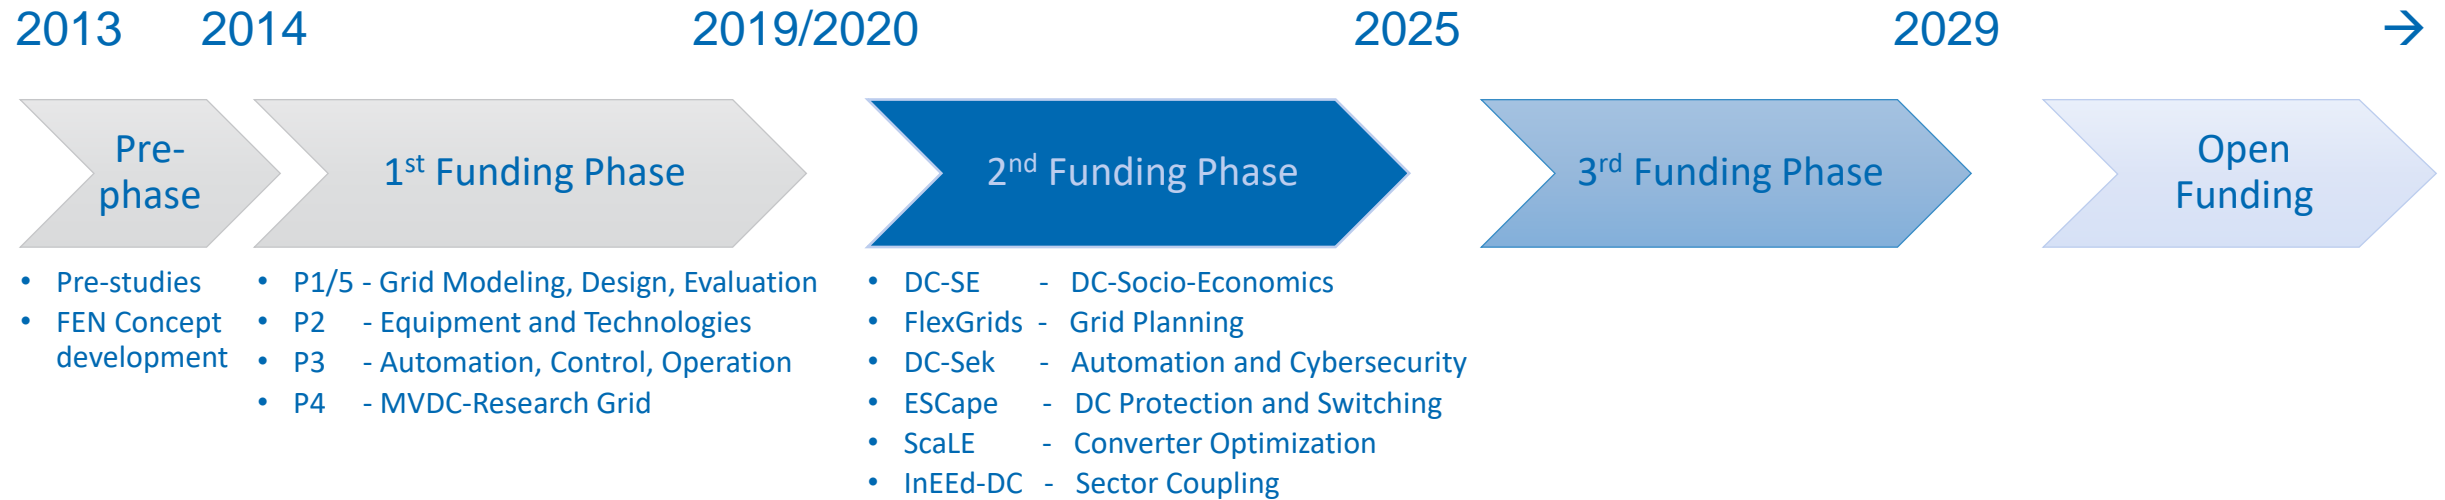 2013 2014 2019/2020 2025 2029 →
Pre-
phase
1st Funding Phase
2nd Funding Phase
3rd Funding Phase
Open
Funding
• Pre-studies
• FEN Concept
development
• P1/5 - Grid Modeling, Design, Evaluation
• P2 - Equipment and Technologies
• P3 - Automation, Control, Operation
• P4 - MVDC-Research Grid
• DC-SE - DC-Socio-Economics
• FlexGrids - Grid Planning
• DC-Sek - Automation and Cybersecurity
• ESCape - DC Protection and Switching
• ScaLE - Converter Optimization
• InEEd-DC - Sector Coupling